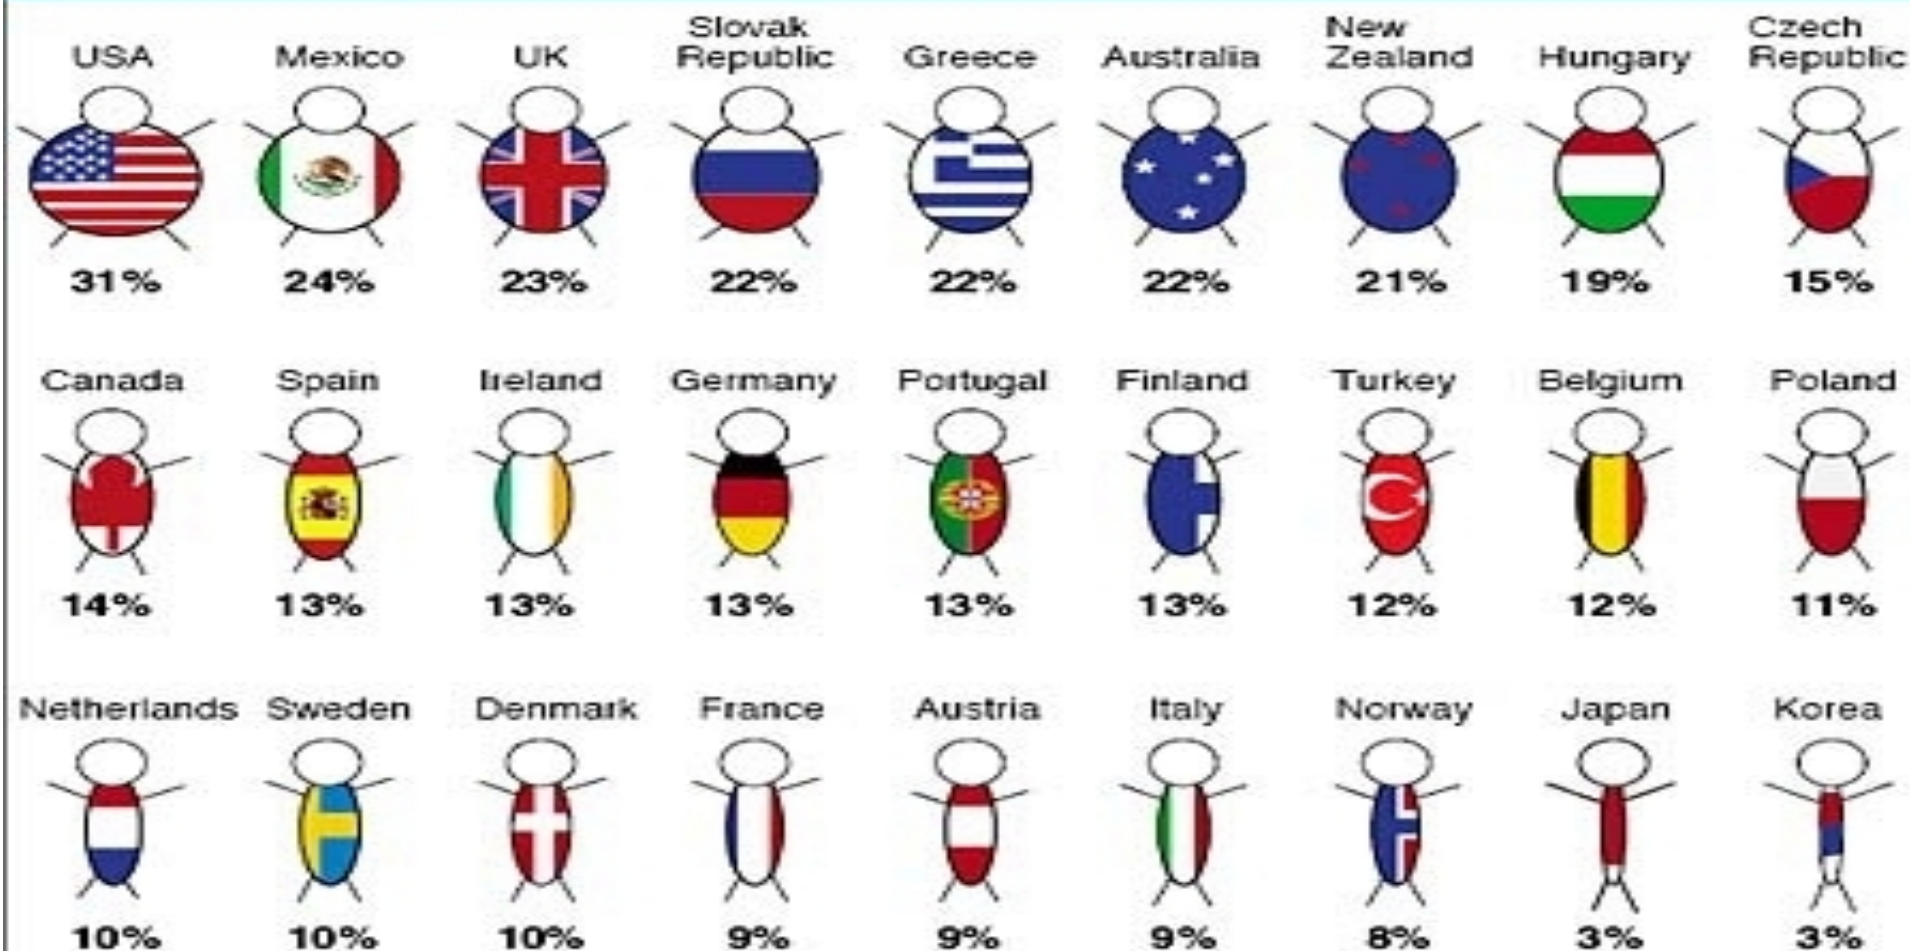 USA Mexico UK Slovak Republic Greece Australia New Zealand Hungary Czech Republic
31% 24% 23% 22% 22% 22% 21% 19% 15%
Canada Spain Ireland Germany Portugal Finland Turkey Belgium Poland
14% 13% 13% 13% 13% 13% 12% 12% 11%
Netherlands Sweden Denmark France Austria Italy Norway Japan Korea
10% 10% 10% 9% 9% 9% 8% 3% 3%